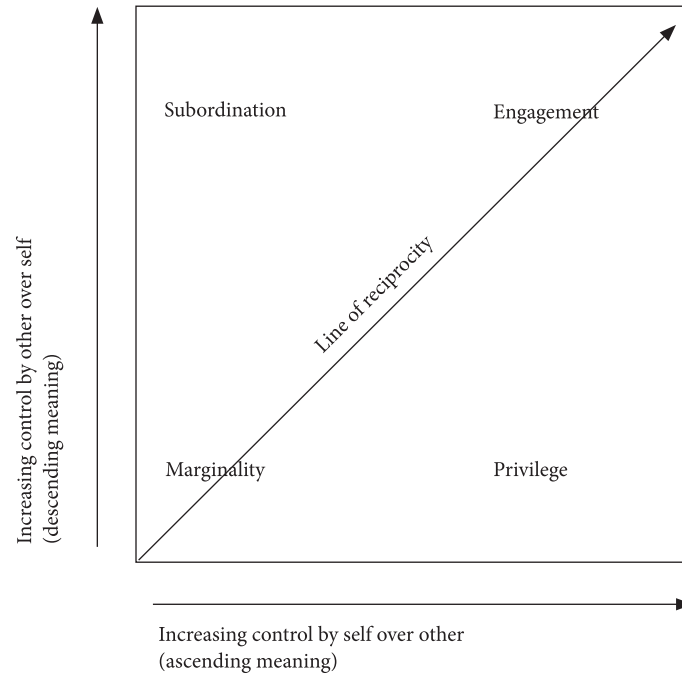 Subordination
Engagement
Line of reciprocity
Increasing control by other over self
(descending meaning)
Marginality
Privilege
Increasing control by self over other
(ascending meaning)